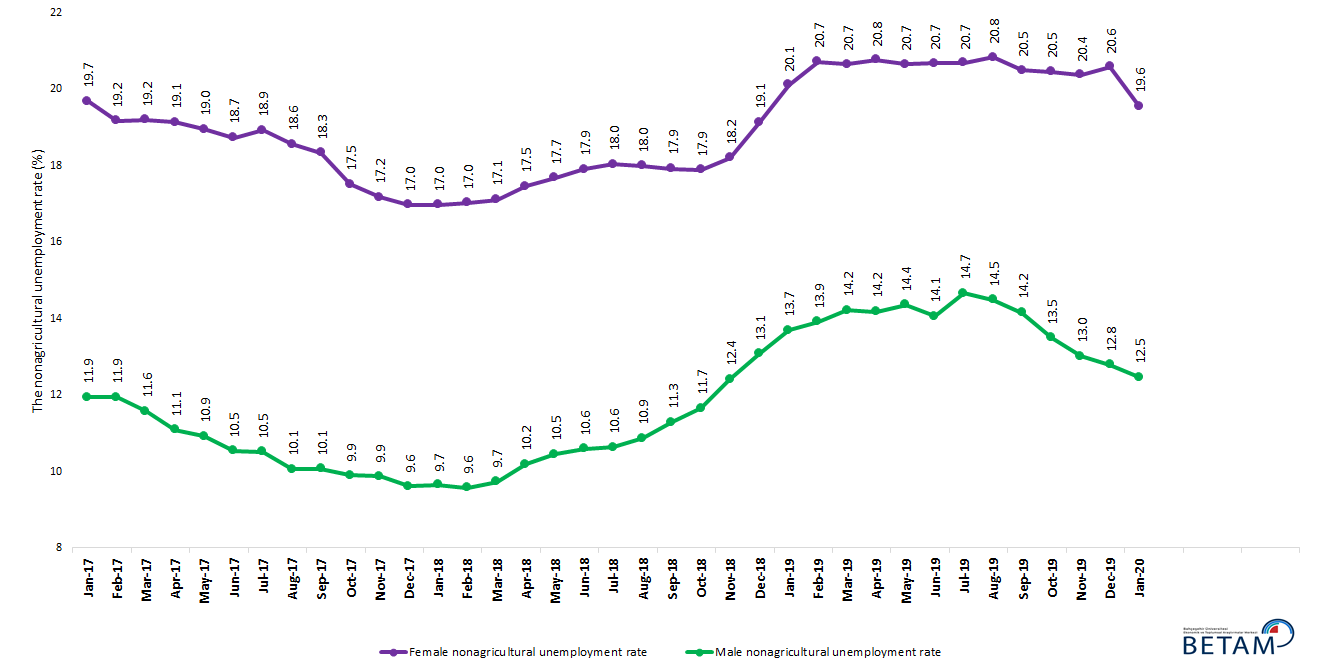 The nonagricultural unemployment rate (%)
22
20
18
16
14
12
10
8
19.7 19.2 19.2 19.1 19.0 18.7 18.9 18.6 18.3 17.5 17.2 17.0 17.0 17.0 17.1 17.5 17.7 17.9 18.0 18.0 17.9 17.9 18.2 19.1 20.1 20.7 20.7 20.8 20.7 20.7 20.7 20.8 20.5 20.5 20.4 20.6 19.6
11.9 11.9 11.6 11.1 10.9 10.5 10.5 10.1 10.1 9.9 9.9 9.6 9.7 9.6 9.7 10.2 10.5 10.6 10.6 10.9 11.3 11.7 12.4 13.1 13.7 13.9 14.2 14.2 14.4 14.1 14.7 14.5 14.2 13.5 13.0 12.8 12.5
Jan-17 Feb-17 Mar-17 Apr-17 May-17 Jun-17 Jul-17 Aug-17 Sep-17 Oct-17 Nov-17 Dec-17 Jan-18 Feb-18 Mar-18 Apr-18 May-18 Jun-18 Jul-18 Aug-18 Sep-18 Oct-18 Nov-18 Dec-18 Jan-19 Feb-19 Mar-19 Apr-19 May-19 Jun-19 Jul-19 Aug-19 Sep-19 Oct-19 Nov-19 Dec-19 Jan-20
Female nonagricultural unemployment rate
Male nonagricultural unemployment rate
BETAM